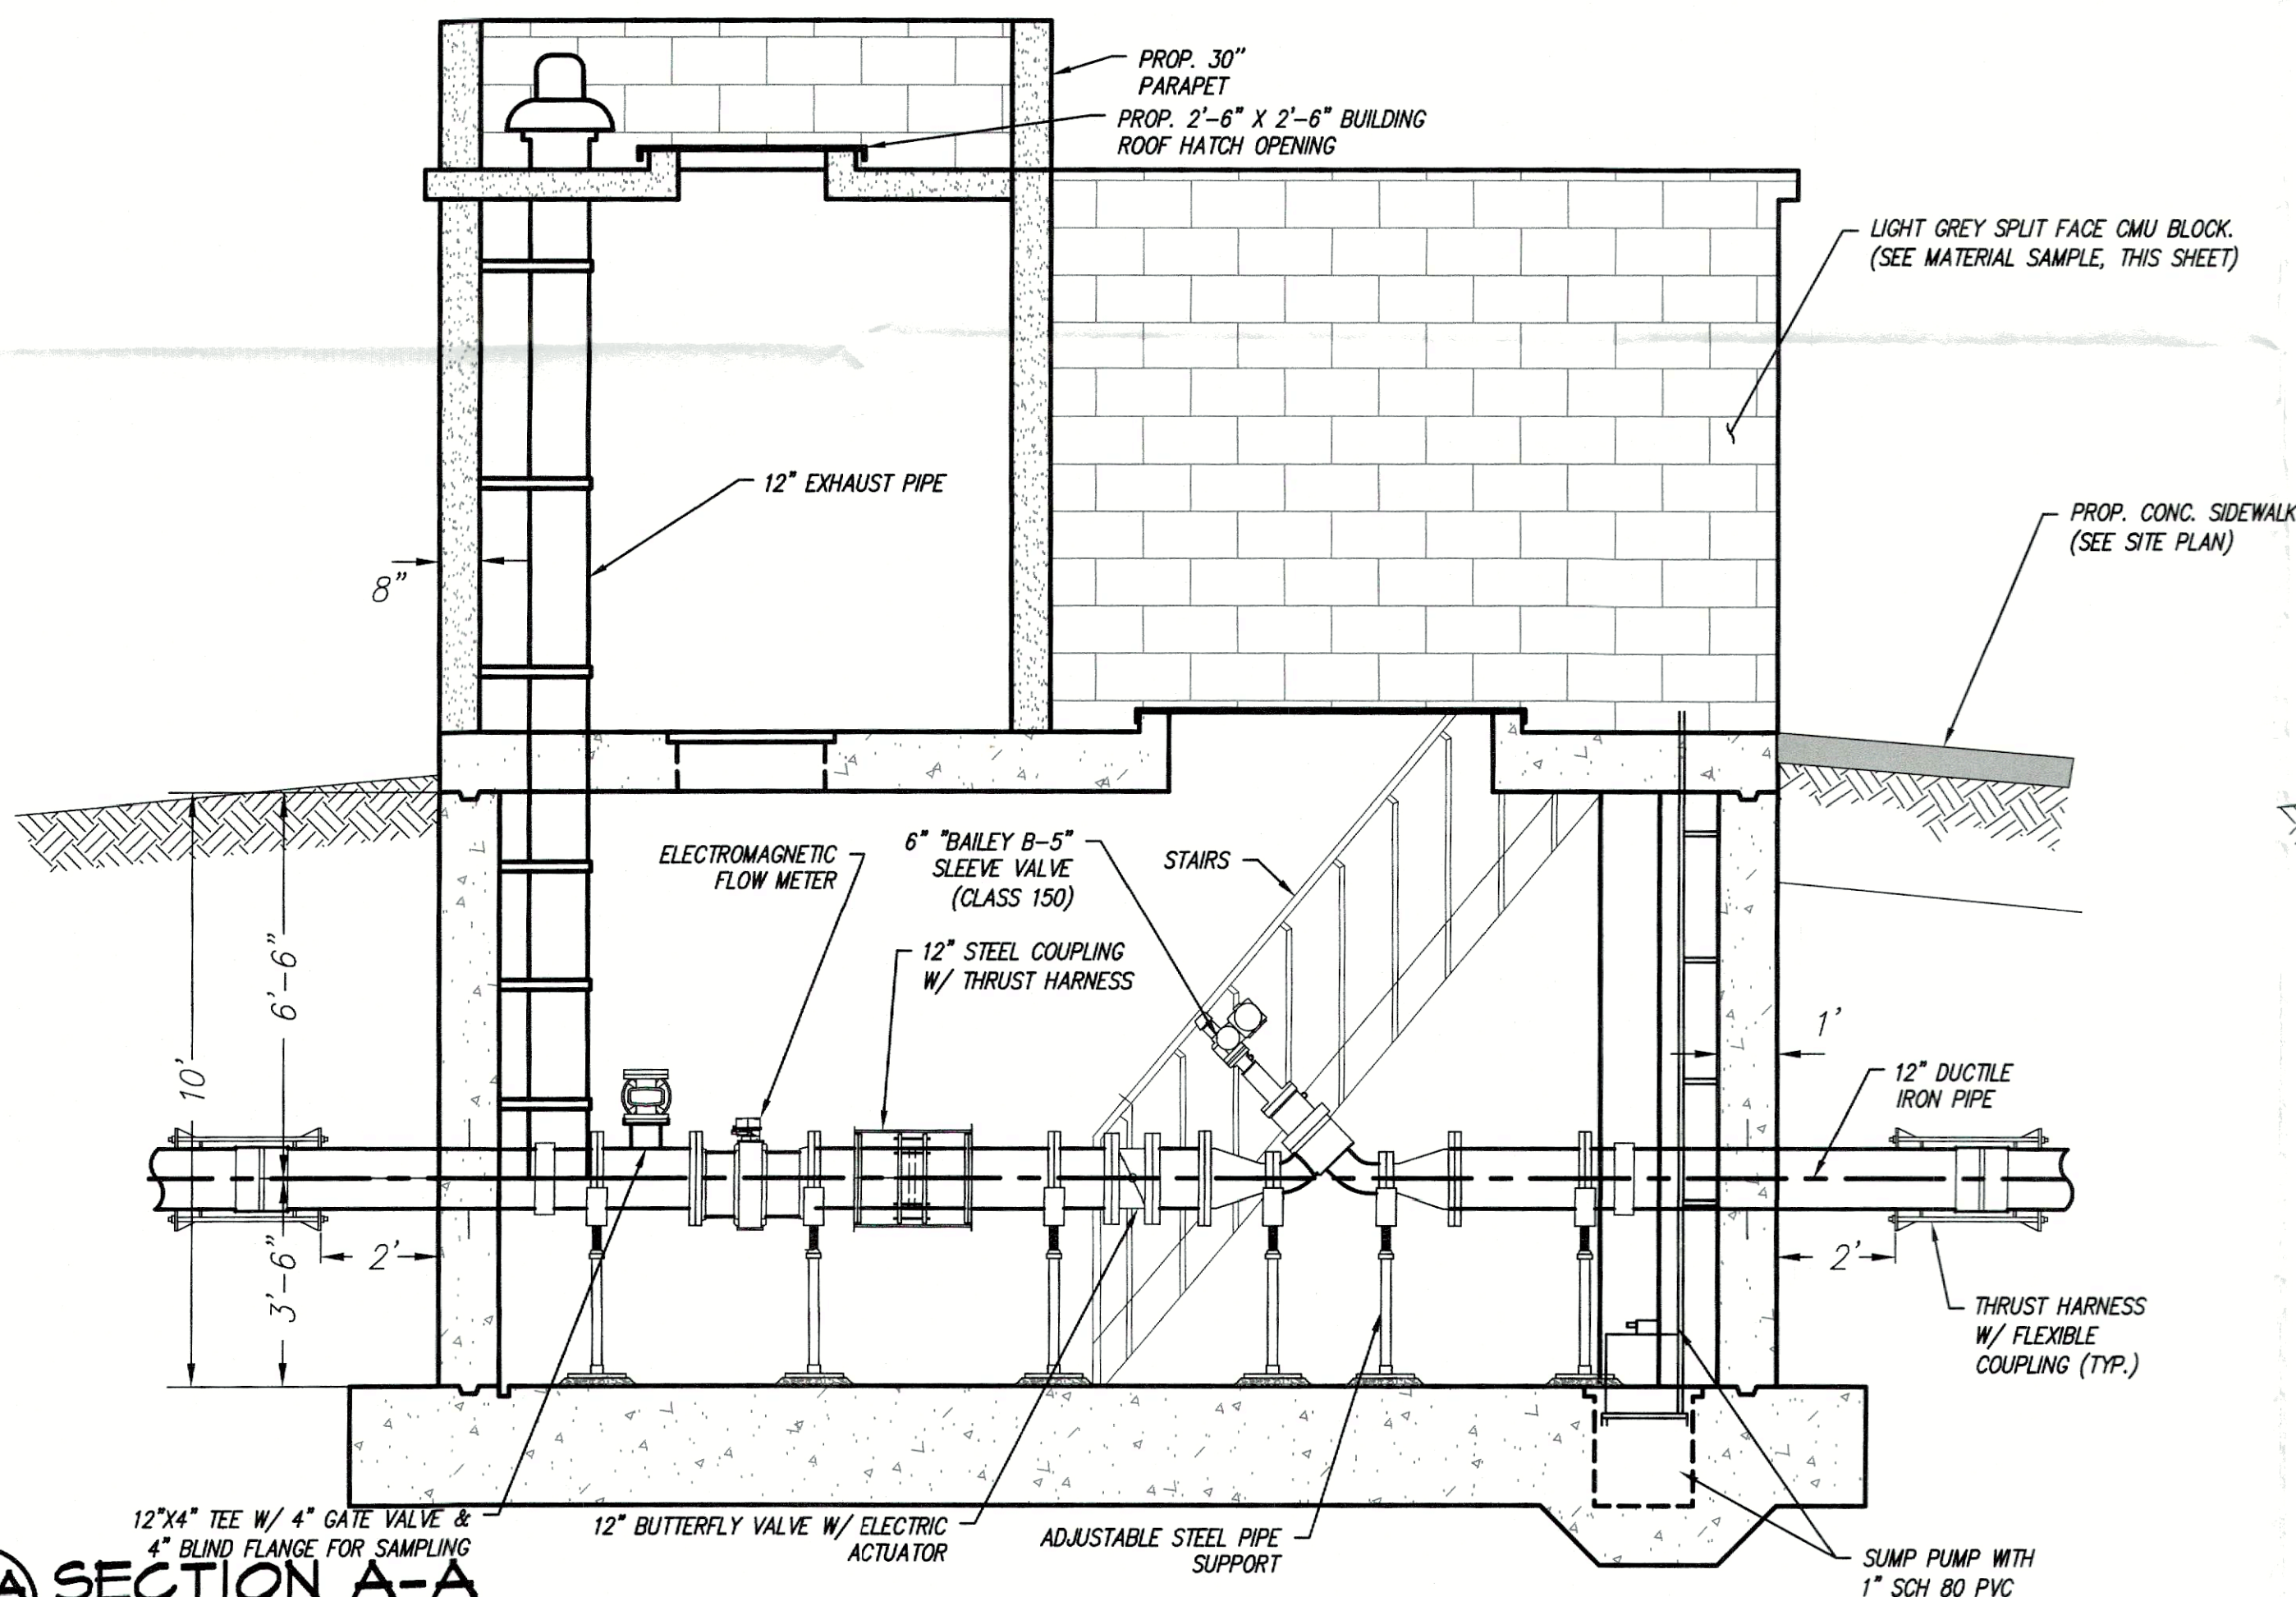 PROP. 30"
PARAPET
PROP. 2'-6" X 2'-6" BUILDING
ROOF HATCH OPENING
LIGHT GREY SPLIT FACE CMU BLOCK.
(SEE MATERIAL SAMPLE, THIS SHEET)
12" EXHAUST PIPE
PROP. CONC. SIDEWALK
(SEE SITE PLAN)
8"
ELECTROMAGNETIC
FLOW METER
6" "BAILEY B-5"
SLEEVE VALVE
(CLASS 150)
STAIRS
12" STEEL COUPLING
W/ THRUST HARNESS
6'-6"
10'
1'
12" DUCTILE
IRON PIPE
2'
3'-6"
2'
THRUST HARNESS
W/ FLEXIBLE
COUPLING (TYP.)
12"X4" TEE W/ 4" GATE VALVE &
4" BLIND FLANGE FOR SAMPLING
12" BUTTERFLY VALVE W/ ELECTRIC
ACTUATOR
ADJUSTABLE STEEL PIPE
SUPPORT
SUMP PUMP WITH
1" SCH 80 PVC
A SECTION A-A